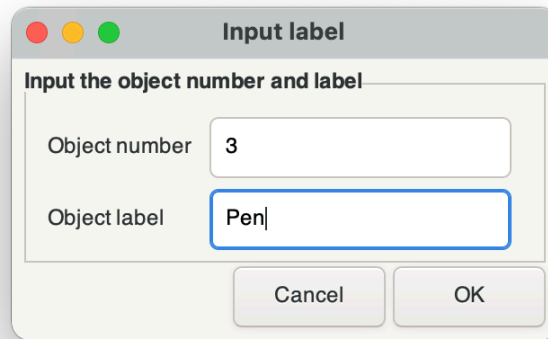 Input label
Input the object number and label
Object number 3
Object label Pen
Cancel OK